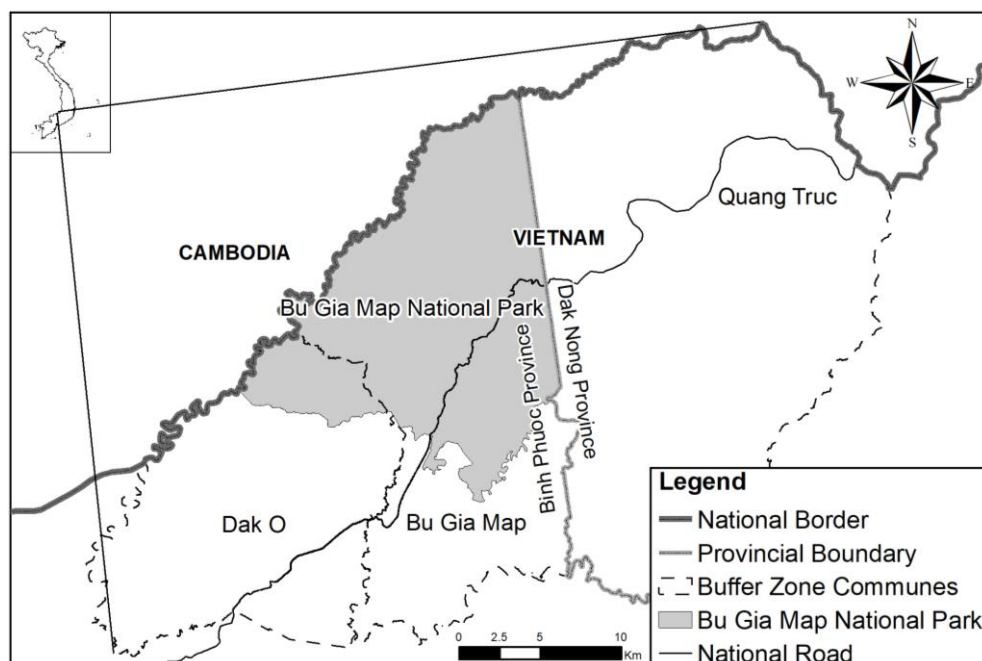 N
W
E
S
Quang Truc
CAMBODIA
VIETNAM
Bu Gia Map National Park
Binh Phuoc Province
Dak Nong Province
Dak O
Bu Gia Map
Legend
National Border
Provincial Boundary
Buffer Zone Communes
Bu Gia Map National Park
National Road
0 2.5 5 10
Km